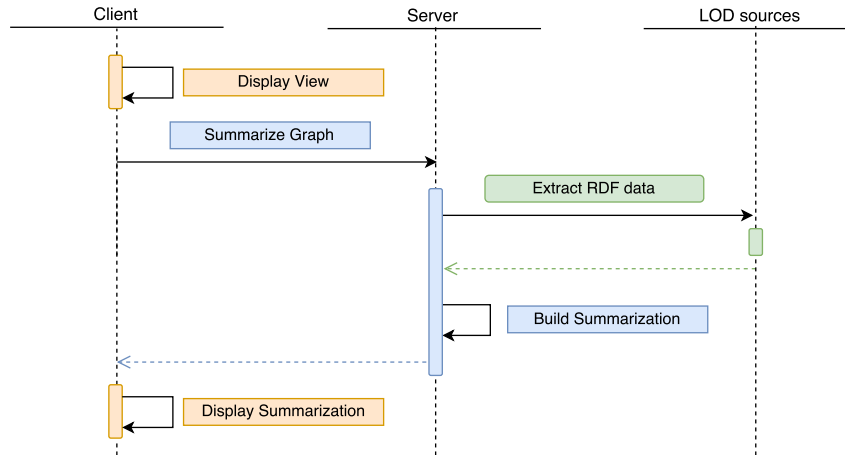 Client
Server
LOD sources
Display View
Summarize Graph
Extract RDF data
Build Summarization
Display Summarization